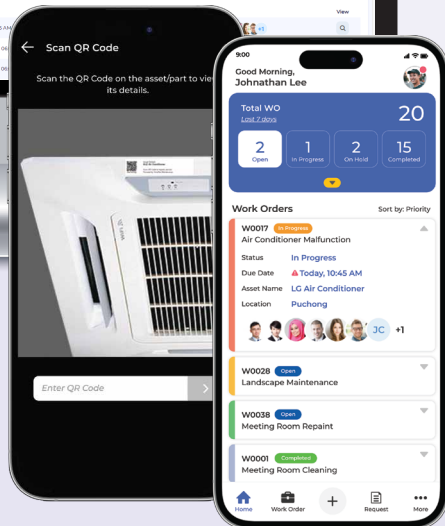 View
+1
Scan QR Code
Scan the QR Code on the asset/part to view
its details.
Enter QR Code
9:00
Good Morning,
Johnathan Lee
Total WO
Last 7 days
20
2
Open
1
In Progress
2
On Hold
15
Completed
Work Orders
Sort by: Priority
W0017 In Progress
Air Conditioner Malfunction
Status In Progress
Due Date Today, 10:45 AM
Asset Name LG Air Conditioner
Location Puchong
JC +1
W0028 Open
Landscape Maintenance
W0038 Open
Meeting Room Repaint
W0001 Completed
Meeting Room Cleaning
Home
Work Order
+
Request
More